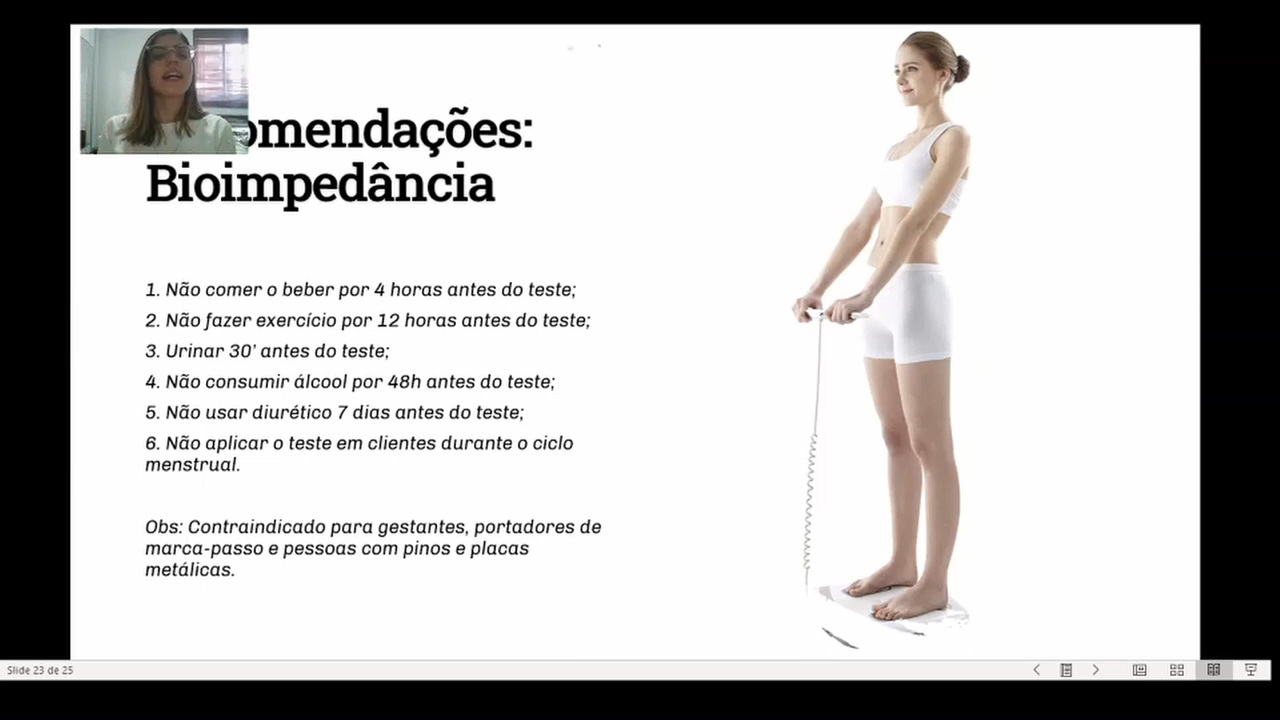 omendações:
Bioimpedância
1. Não comer o beber por 4 horas antes do teste;
2. Não fazer exercício por 12 horas antes do teste;
3. Urinar 30’ antes do teste;
4. Não consumir álcool por 48h antes do teste;
5. Não usar diurético 7 dias antes do teste;
6. Não aplicar o teste em clientes durante o ciclo
menstrual.
Obs: Contraindicado para gestantes, portadores de
marca-passo e pessoas com pinos e placas
metálicas.
Slide 23 de 25